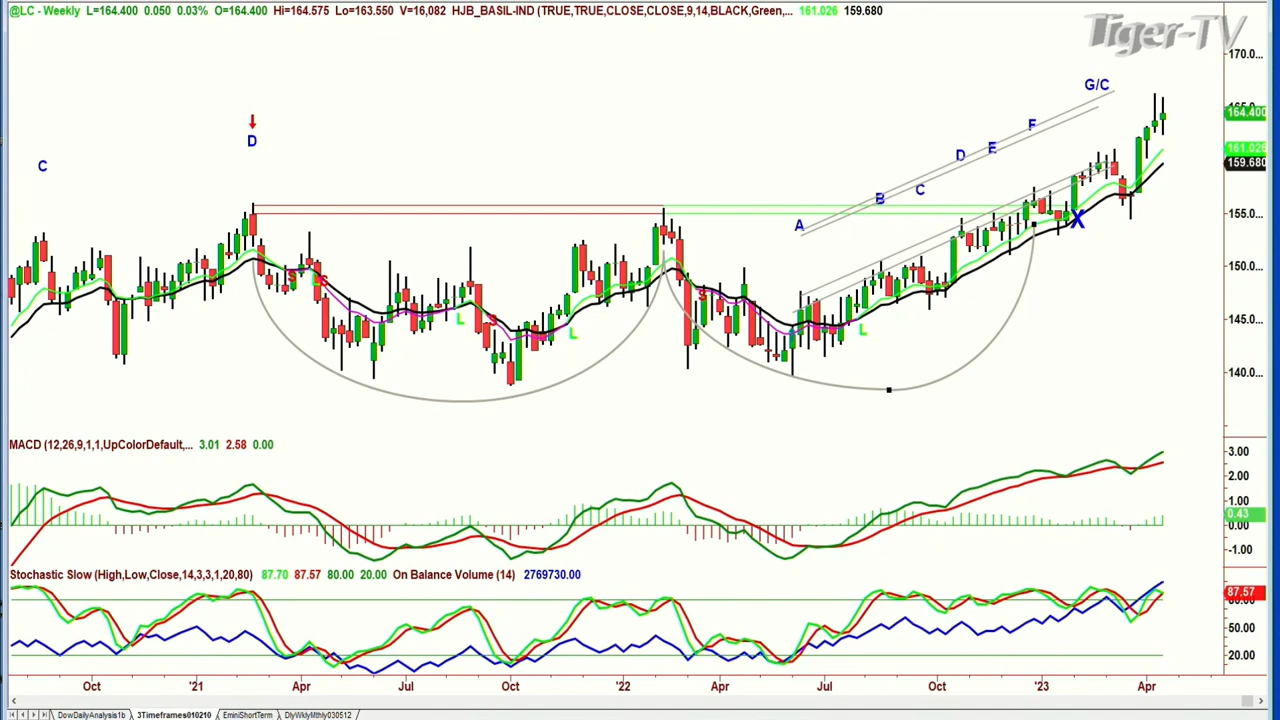 @LC - Weekly L=164.400 0.050 0.03% O=164.400 Hi=164.575 Lo=163.550 V=16,082 HJB_BASIL-IND (TRUE,TRUE,CLOSE,CLOSE,9,14,BLACK,Green,... 161.026 159.680
Tiger-TV
170.0...
G/C
164.400
F
D
D
E
161.026
C
159.680
B
C
A
X
155.0...
150.0...
S S S
L
145.0...
L S L L
140.0...
MACD (12,26,9,1,1,UpColorDefault,... 3.01 2.58 0.00
3.00
2.00
1.00
0.43
0.00
-1.00
Stochastic Slow (High,Low,Close,14,3,3,1,20,80) 87.70 87.57 80.00 20.00 On Balance Volume (14) 2769730.00
87.57
50.00
20.00
Oct '21 Apr Jul Oct '22 Apr Jul Oct '23 Apr
DowDailyAnalysis1b 3Timeframes010210 EminiShortTerm DlyWklyMthly030512